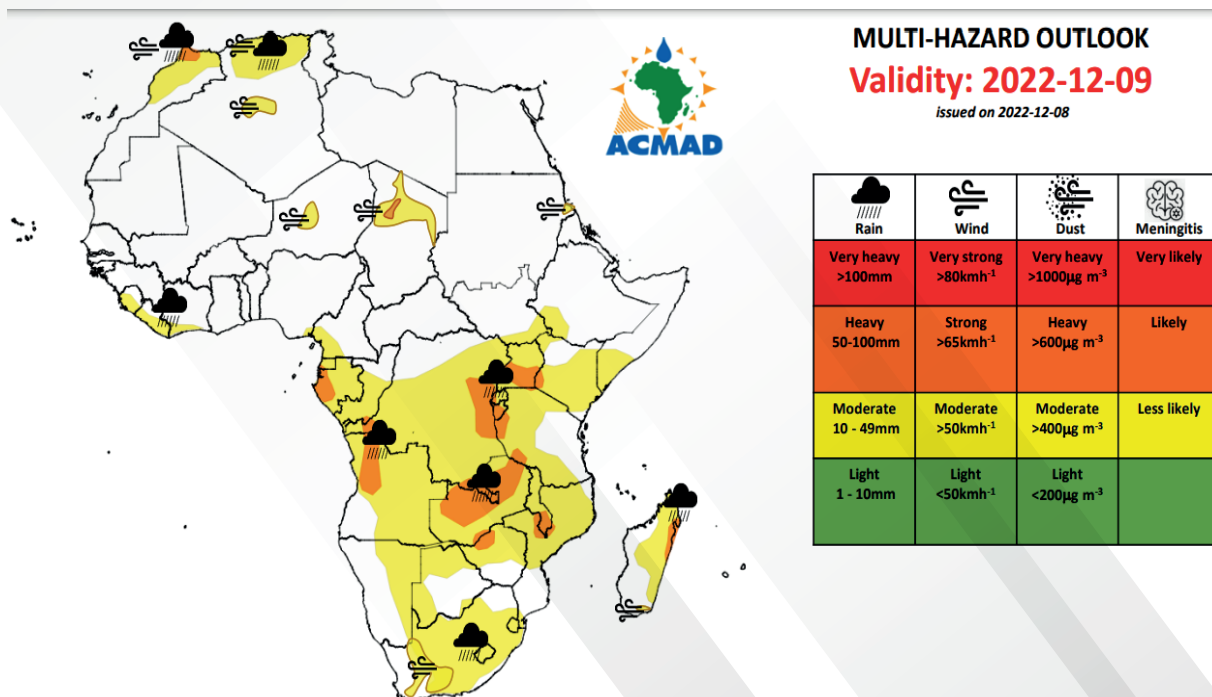 MULTI-HAZARD OUTLOOK
Validity: 2022-12-09
issued on 2022-12-08
ACMAD
Rain
Wind
Dust
Meningitis
Very heavy
>100mm
Very strong
>80kmh-1
Very heavy
>1000µg m-3
Very likely
Heavy
50-100mm
Strong
>65kmh-1
Heavy
>600µg m-3
Likely
Moderate
10 - 49mm
Moderate
>50kmh-1
Moderate
>400µg m-3
Less likely
Light
1 - 10mm
Light
<50kmh-1
Light
<200µg m-3